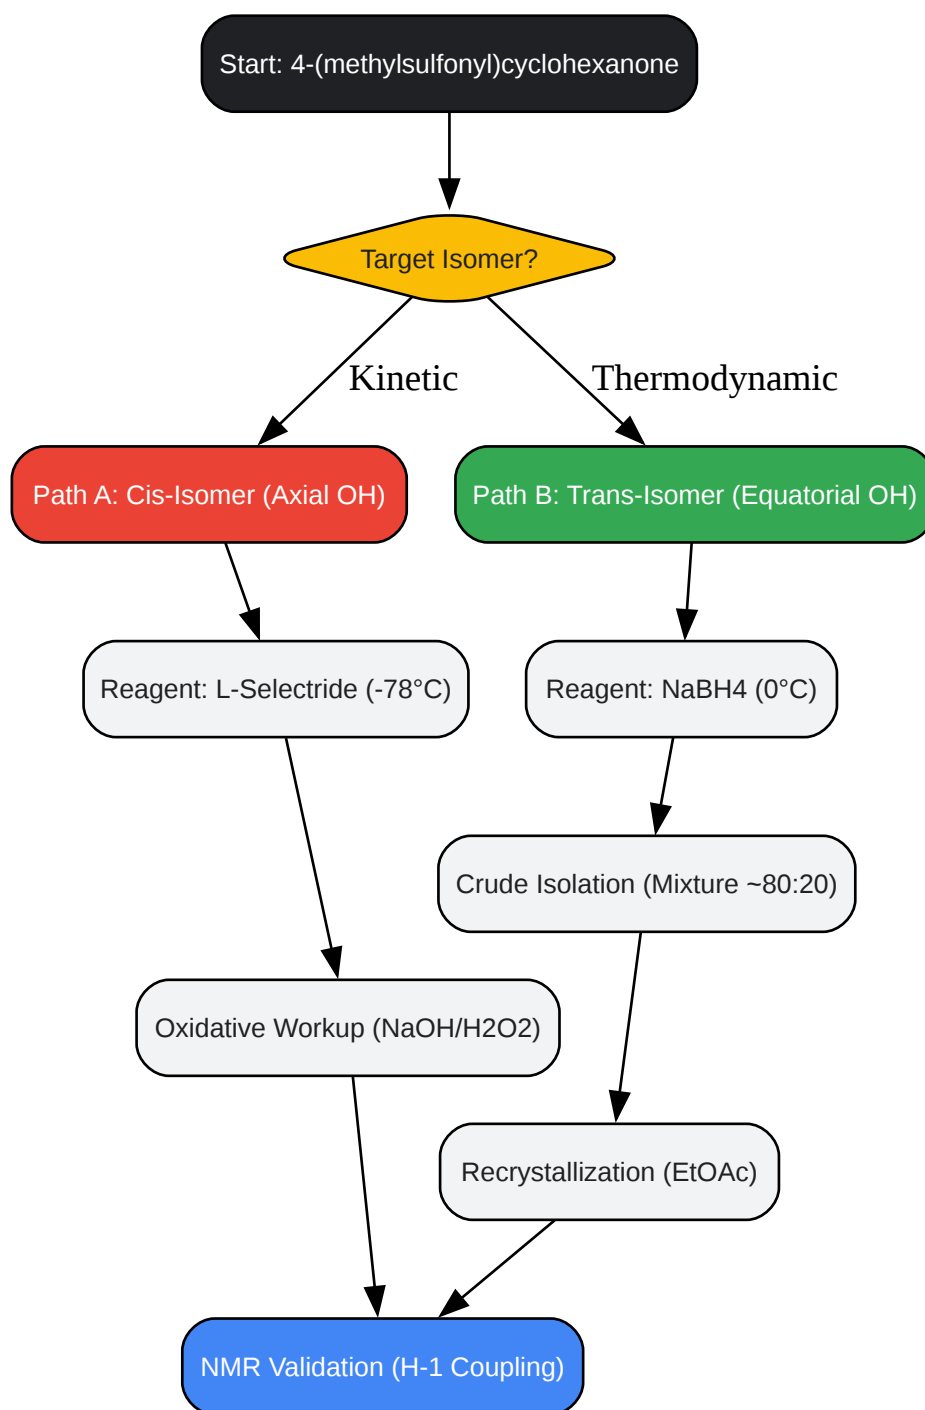 Start: 4-(methylsulfonyl)cyclohexanone
Target Isomer?
Kinetic
Thermodynamic
Path A: Cis-Isomer (Axial OH)
Path B: Trans-Isomer (Equatorial OH)
Reagent: L-Selectride (-78°C)
Reagent: NaBH4 (0°C)
Crude Isolation (Mixture ~80:20)
Oxidative Workup (NaOH/H2O2)
Recrystallization (EtOAc)
NMR Validation (H-1 Coupling)